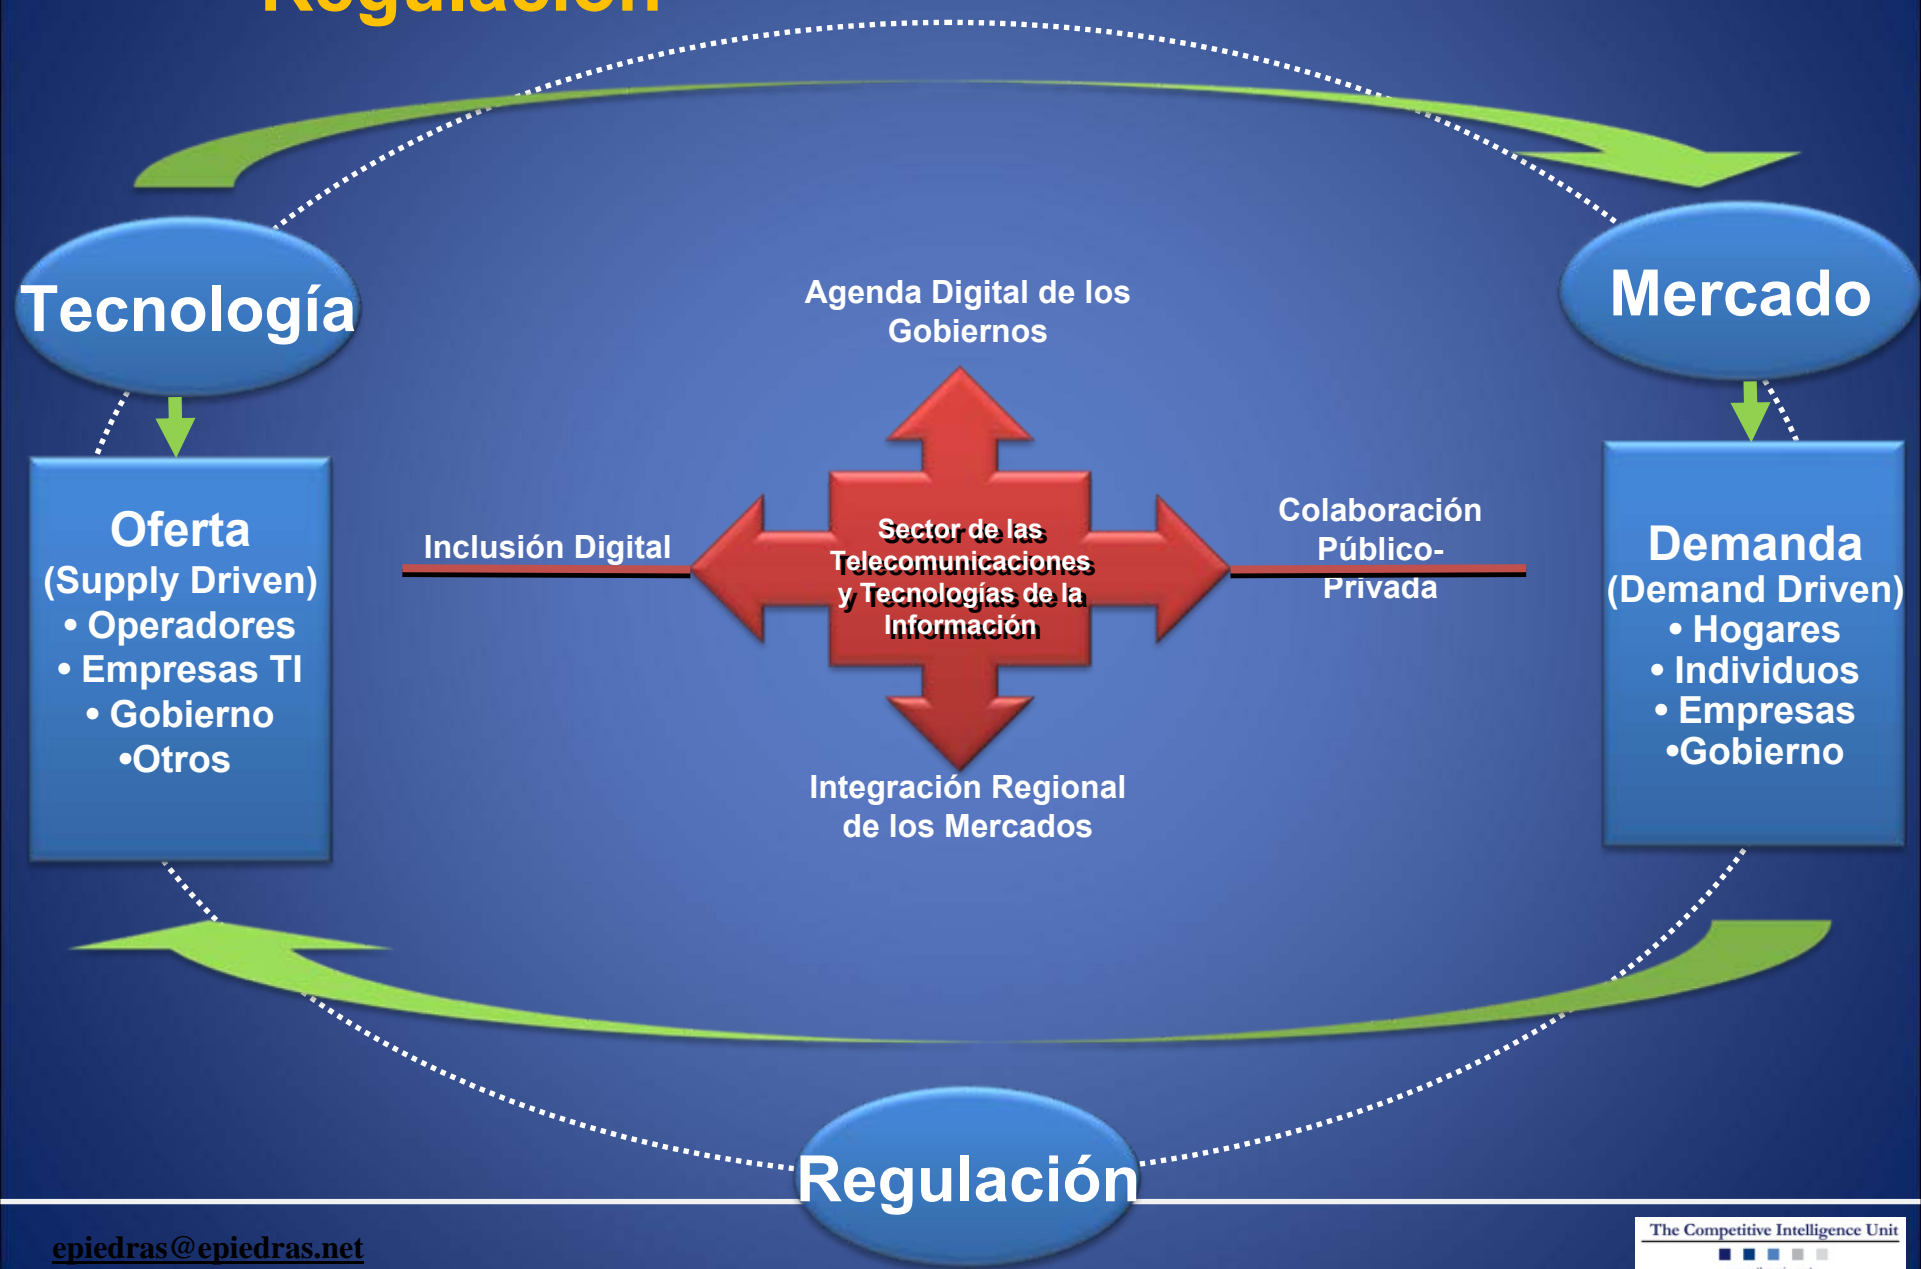 Regulación
Tecnología
Mercado
Agenda Digital de los
Gobiernos
Oferta
(Supply Driven)
• Operadores
• Empresas TI
• Gobierno
•Otros
Inclusión Digital
Sector de las
Telecomunicaciones
y Tecnologías de la
Información
Colaboración
Público-
Privada
Demanda
(Demand Driven)
• Hogares
• Individuos
• Empresas
•Gobierno
Integración Regional
de los Mercados
Regulación
epiedras@epiedras.net
The Competitive Intelligence Unit